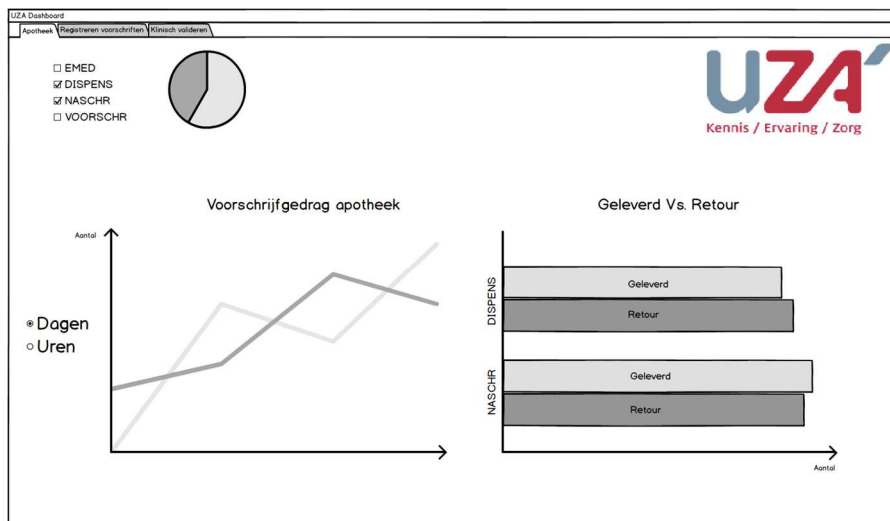 UZA Dashboard
Apotheek
Registreren voorschriften
Klinisch valideren
EMED
DISPENS
NASCHR
VOORSCHR
UZA'
Kennis / Ervaring / Zorg
Voorschrijfgedrag apotheek
Aantal
Dagen
Uren
Geleverd Vs. Retour
DISPENS
Geleverd
Retour
NASCHR
Geleverd
Retour
Aantal